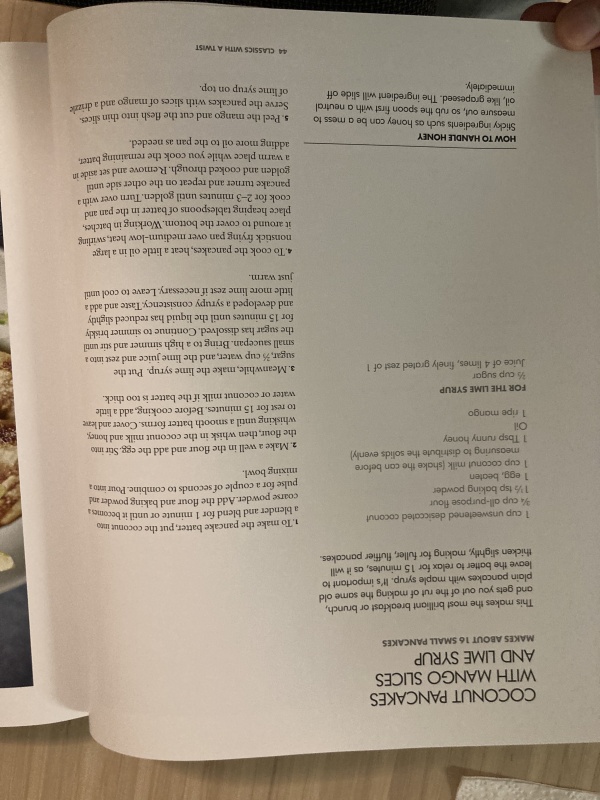 COCONUT PANCAKES
WITH MANGO SLICES
AND LIME SYRUP
MAKES ABOUT 16 SMALL PANCAKES
This makes the most brilliant breakfast or brunch,
and gets you out of the rut of making the same old
plain pancakes with maple syrup. It's important to
leave the batter to relax for 15 minutes, as it will
thicken slightly, making for fuller, fluffier pancakes.
1 cup unsweetened desiccated coconut
¾ cup all-purpose flour
1½ tsp baking powder
1 egg, beaten
1 cup coconut milk (shake the can before
measuring to distribute the solids evenly)
1 Tbsp runny honey
Oil
1 ripe mango
FOR THE LIME SYRUP
½ cup sugar
Juice of 4 limes, finely grated zest of 1
HOW TO HANDLE HONEY
Sticky ingredients such as honey can be a mess to
measure out, so rub the spoon first with a neutral
oil, like grapeseed. The ingredient will slide off
immediately.
1. To make the pancake batter, put the coconut into
a blender and blend for 1 minute or until it becomes a
coarse powder. Add the flour and baking powder and
pulse for a couple of seconds to combine. Pour into a
mixing bowl.
2. Make a well in the flour and add the egg. Stir into
the flour, then whisk in the coconut milk and honey,
whisking until a smooth batter forms. Cover and leave
to rest for 15 minutes. Before cooking, add a little
water or coconut milk if the batter is too thick.
3. Meanwhile, make the lime syrup. Put the
sugar, ½ cup water, and the lime juice and zest into a
small saucepan. Bring to a high simmer and stir until
the sugar has dissolved. Continue to simmer briskly
for 15 minutes until the liquid has reduced slightly
and developed a syrupy consistency. Taste and add a
little more lime zest if necessary. Leave to cool until
just warm.
4. To cook the pancakes, heat a little oil in a large
nonstick frying pan over medium-low heat, swirling
it around to cover the bottom. Working in batches,
place heaping tablespoons of batter in the pan and
cook for 2–3 minutes until golden. Turn over with a
pancake turner and repeat on the other side until
golden and cooked through. Remove and set aside in
a warm place while you cook the remaining batter,
adding more oil to the pan as needed.
5. Peel the mango and cut the flesh into thin slices.
Serve the pancakes with slices of mango and a drizzle
of lime syrup on top.
44 CLASSICS WITH A TWIST